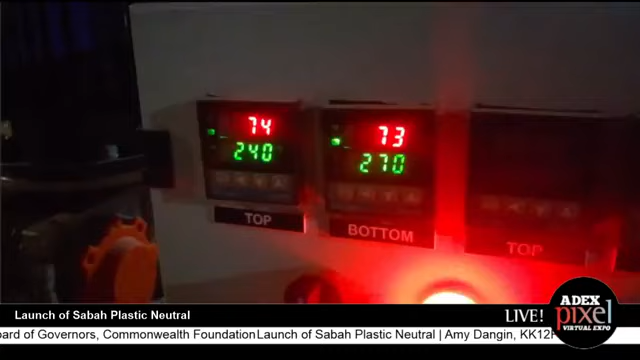 74
240
TOP
73
270
BOTTOM
TOP
Launch of Sabah Plastic Neutral
LIVE!
ADEX
pixel
VIRTUAL EXPO
oard of Governors, Commonwealth Foundation Launch of Sabah Plastic Neutral | Amy Dangin, KK12